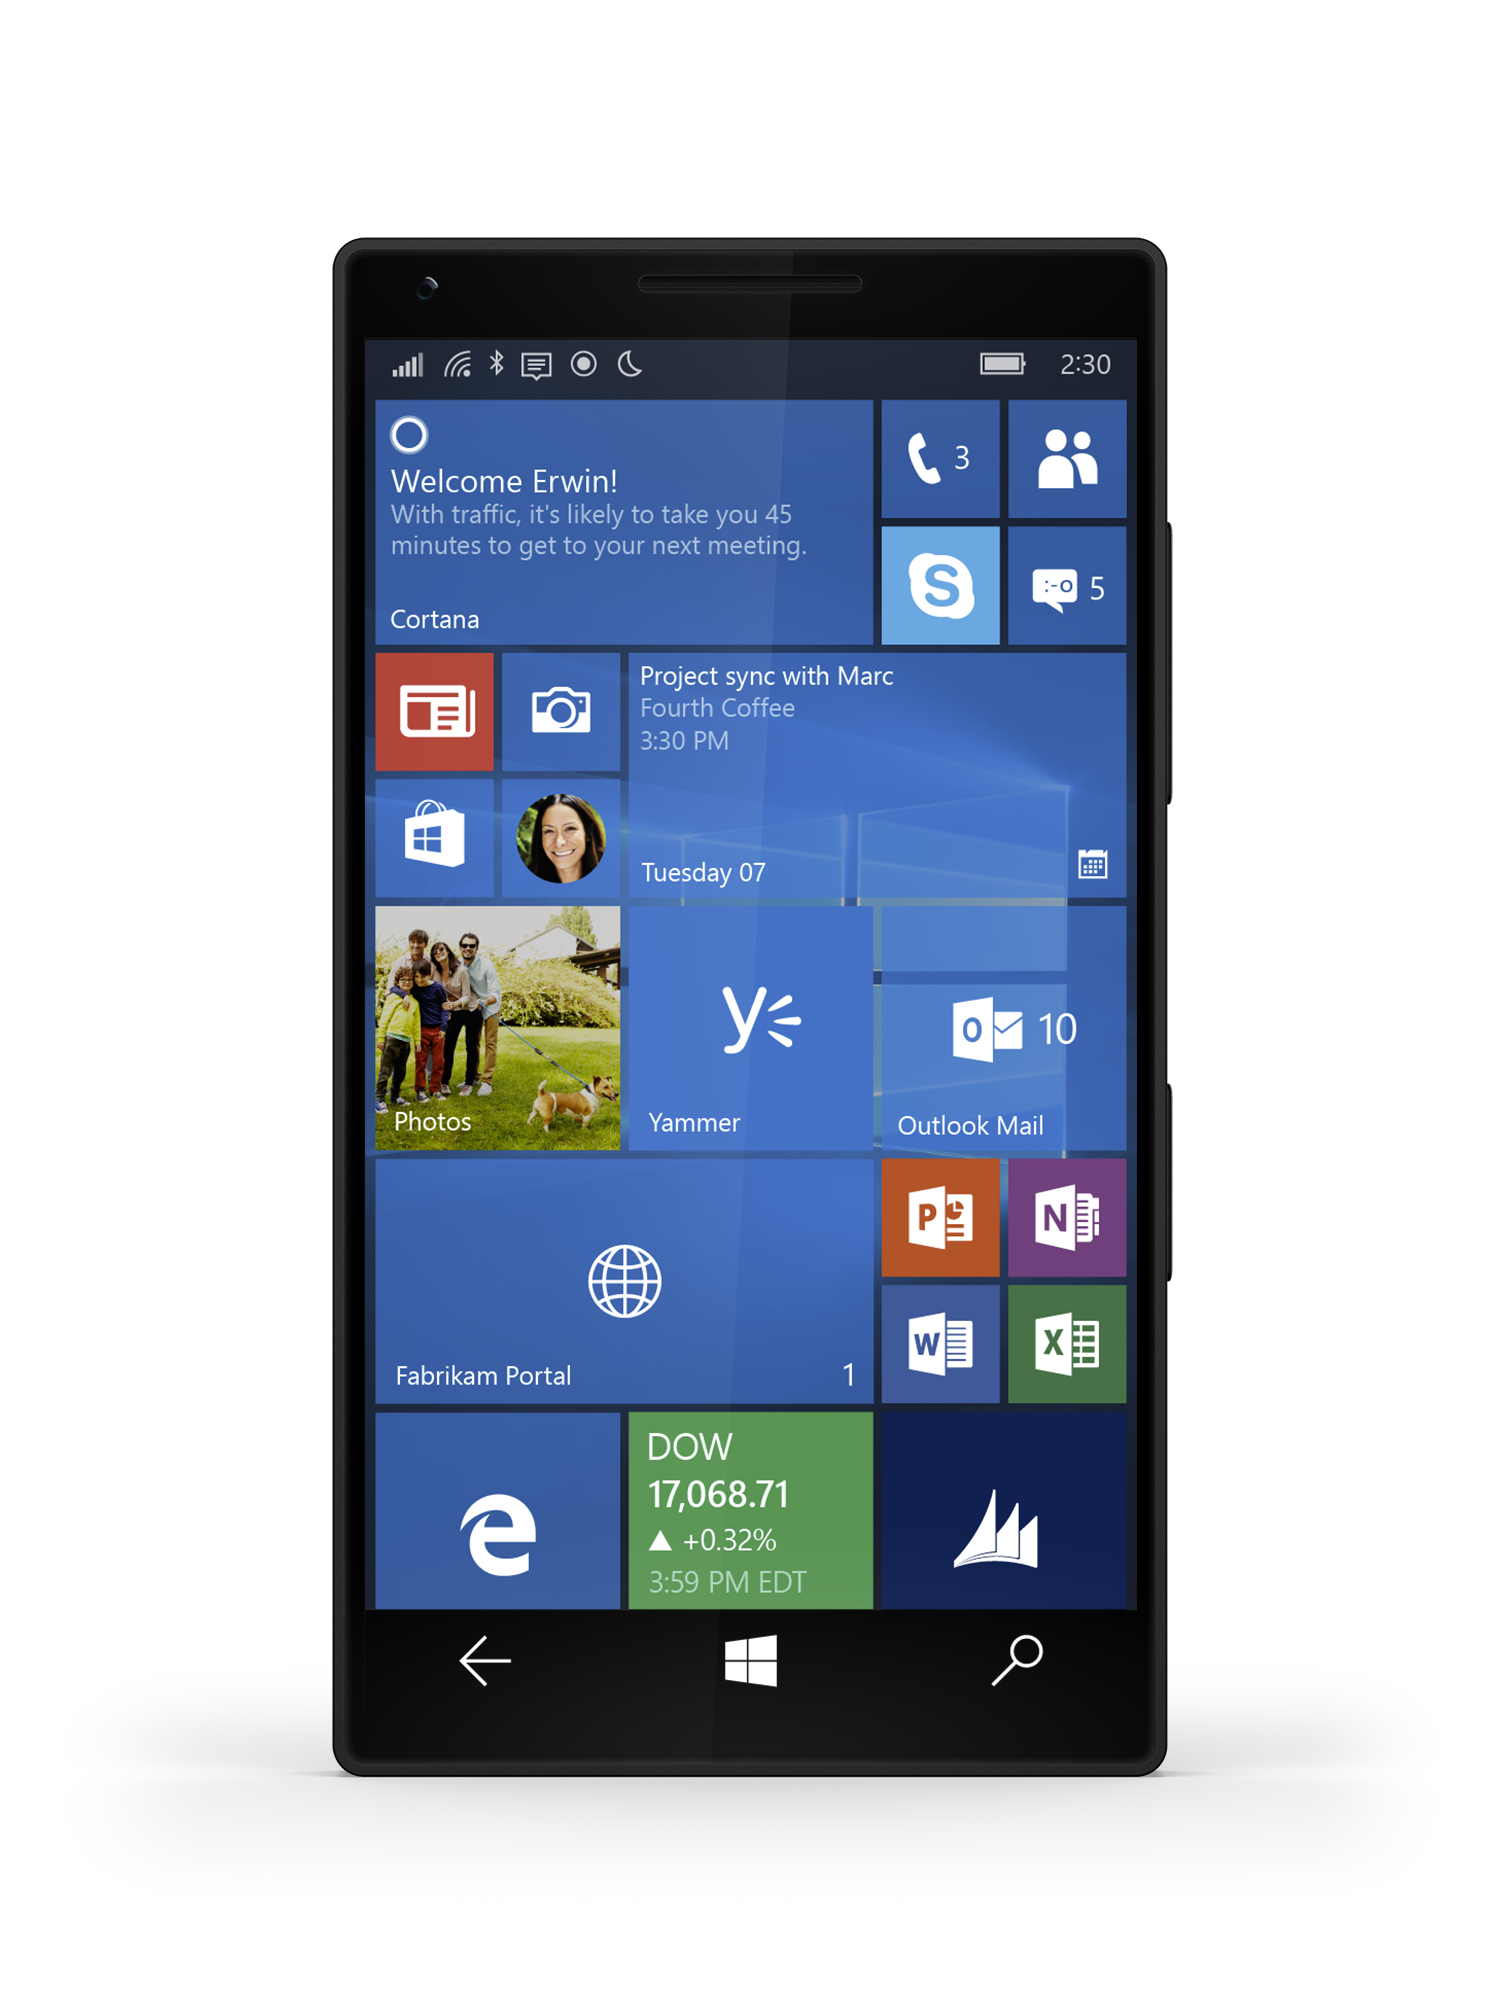 2:30
Welcome Erwin!
With traffic, it's likely to take you 45
minutes to get to your next meeting.
Cortana
3
S
:-o 5
Project sync with Marc
Fourth Coffee
3:30 PM
Tuesday 07
Photos
y
Yammer
O 10
Outlook Mail
Fabrikam Portal 1
P
N
W
X
e
DOW
17,068.71
▲ +0.32%
3:59 PM EDT